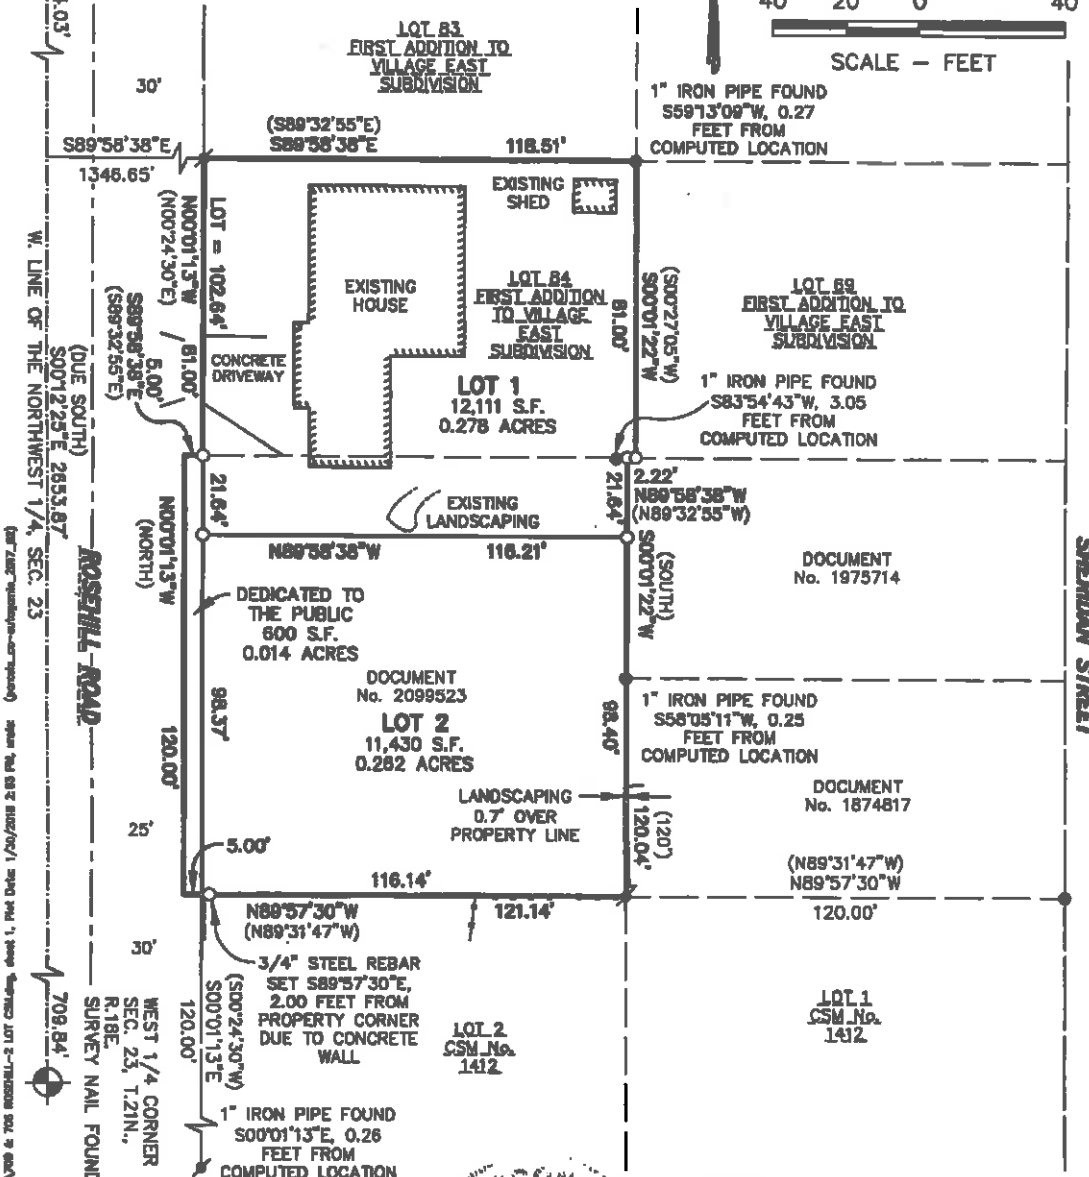 40 20 0 40
SCALE – FEET
.03'
30'
LOT 83
FIRST ADDITION TO
VILLAGE EAST
SUBDIVISION
1" IRON PIPE FOUND
S59°13'09"W, 0.27
FEET FROM
COMPUTED LOCATION
(S89°32'55"E)
S89°58'38"E
118.51'
S89°58'38"E
1346.65'
EXISTING
SHED
LOT = 102.64'
N00°01'13"W
(N00°24'30"E)
81.00'
EXISTING
HOUSE
LOT 84
FIRST ADDITION
TO VILLAGE
EAST
SUBDIVISION
(S00°27'05"W)
S00°01'22"W
81.00'
LOT 69
FIRST ADDITION TO
VILLAGE EAST
SUBDIVISION
5.00'
S89°58'38"E
(S89°32'55"E)
CONCRETE
DRIVEWAY
LOT 1
12,111 S.F.
0.278 ACRES
1" IRON PIPE FOUND
S83°54'43"W, 3.05
FEET FROM
COMPUTED LOCATION
W. LINE OF THE NORTHWEST 1/4, SEC. 23
(DUE SOUTH)
S00°12'25"E 2653.87'
ROSEHILL ROAD
21.64'
EXISTING
LANDSCAPING
21.64'
2.22'
N89°58'38"W
(N89°32'55"W)
N00°01'13"W
(NORTH)
N89°58'38"W
116.21'
(SOUTH)
S00°01'22"W
DOCUMENT
No. 1975714
DEDICATED TO
THE PUBLIC
600 S.F.
0.014 ACRES
DOCUMENT
No. 2099523
LOT 2
11,430 S.F.
0.262 ACRES
98.37'
120.00'
98.40'
1" IRON PIPE FOUND
S58°05'11"W, 0.25
FEET FROM
COMPUTED LOCATION
LANDSCAPING
0.7' OVER
PROPERTY LINE
(120')
120.04'
DOCUMENT
No. 1874817
25'
5.00'
116.14'
N89°57'30"W
(N89°31'47"W)
121.14'
(N89°31'47"W)
N89°57'30"W
120.00'
30'
3/4" STEEL REBAR
SET S89°57'30"E,
2.00 FEET FROM
PROPERTY CORNER
DUE TO CONCRETE
WALL
(S00°24'30"W)
S00°01'13"E
120.00'
LOT 2
CSM No.
1412
LOT 1
CSM No.
1412
709.84'
WEST 1/4 CORNER
SEC. 23, T.21N.,
R.18E.
SURVEY NAIL FOUND
1" IRON PIPE FOUND
S00°01'13"E, 0.26
FEET FROM
COMPUTED LOCATION